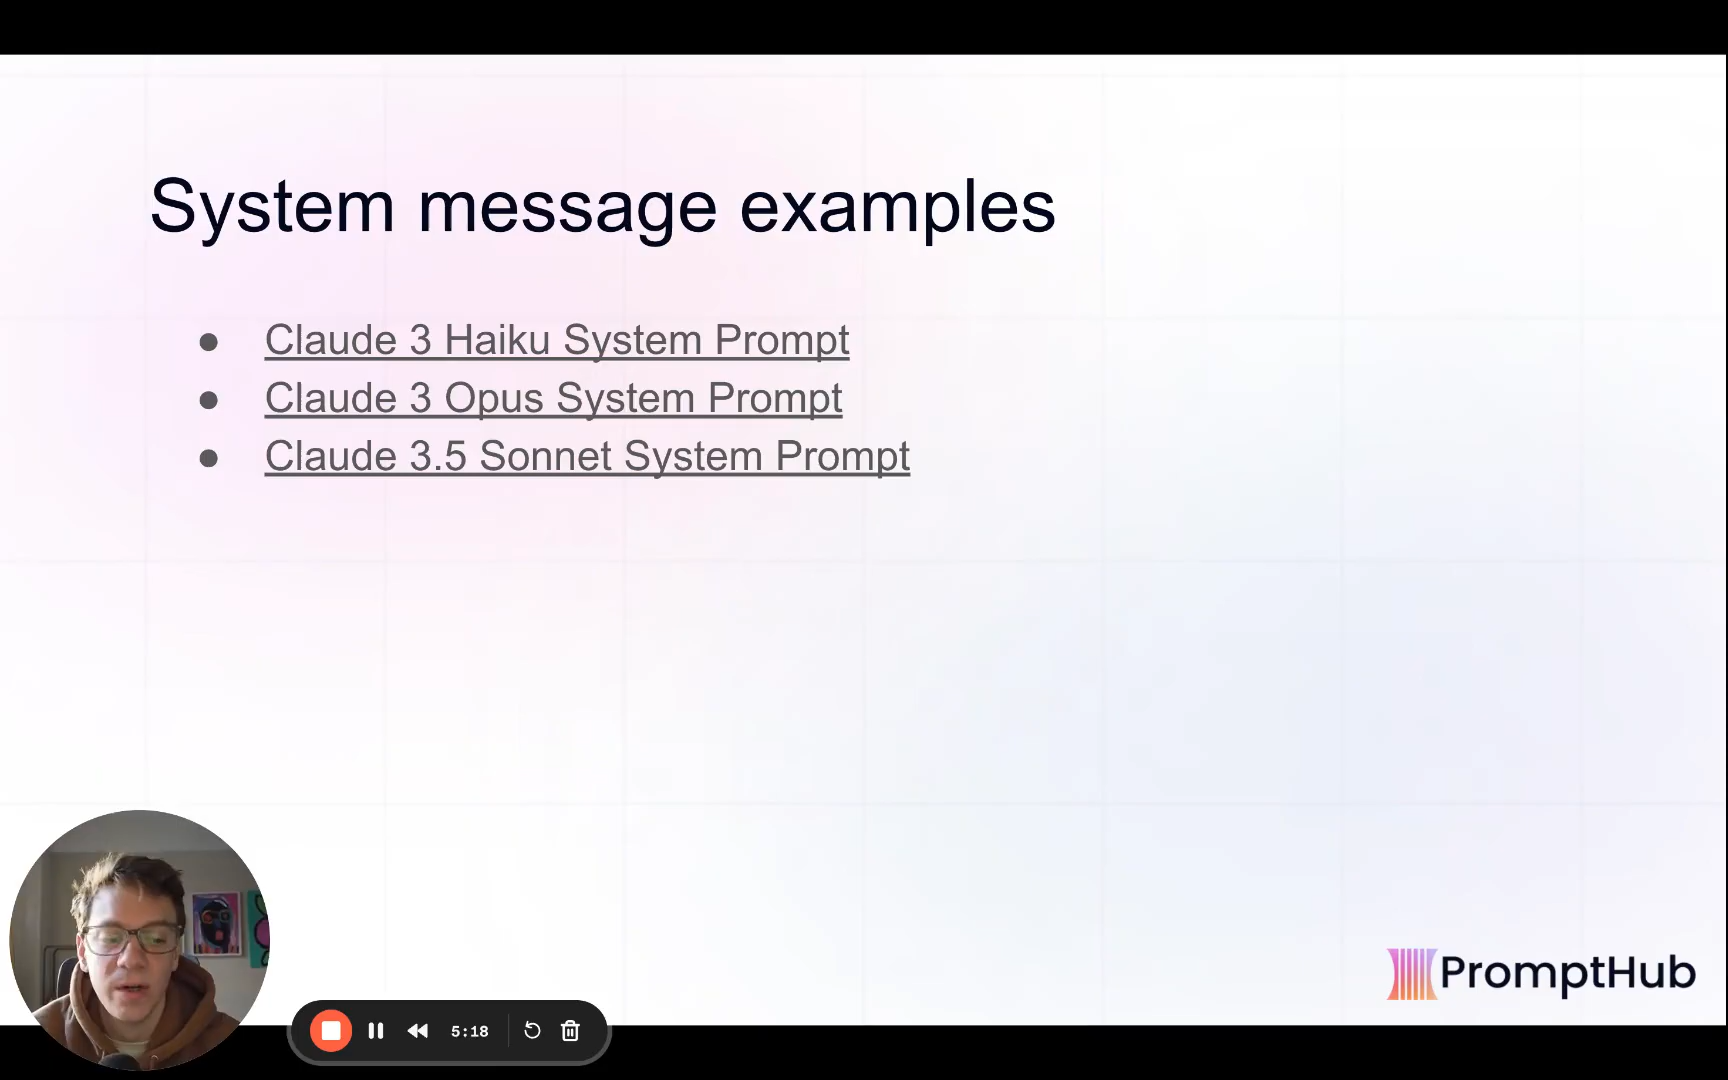 System message examples
● Claude 3 Haiku System Prompt
● Claude 3 Opus System Prompt
● Claude 3.5 Sonnet System Prompt
PromptHub
5:18